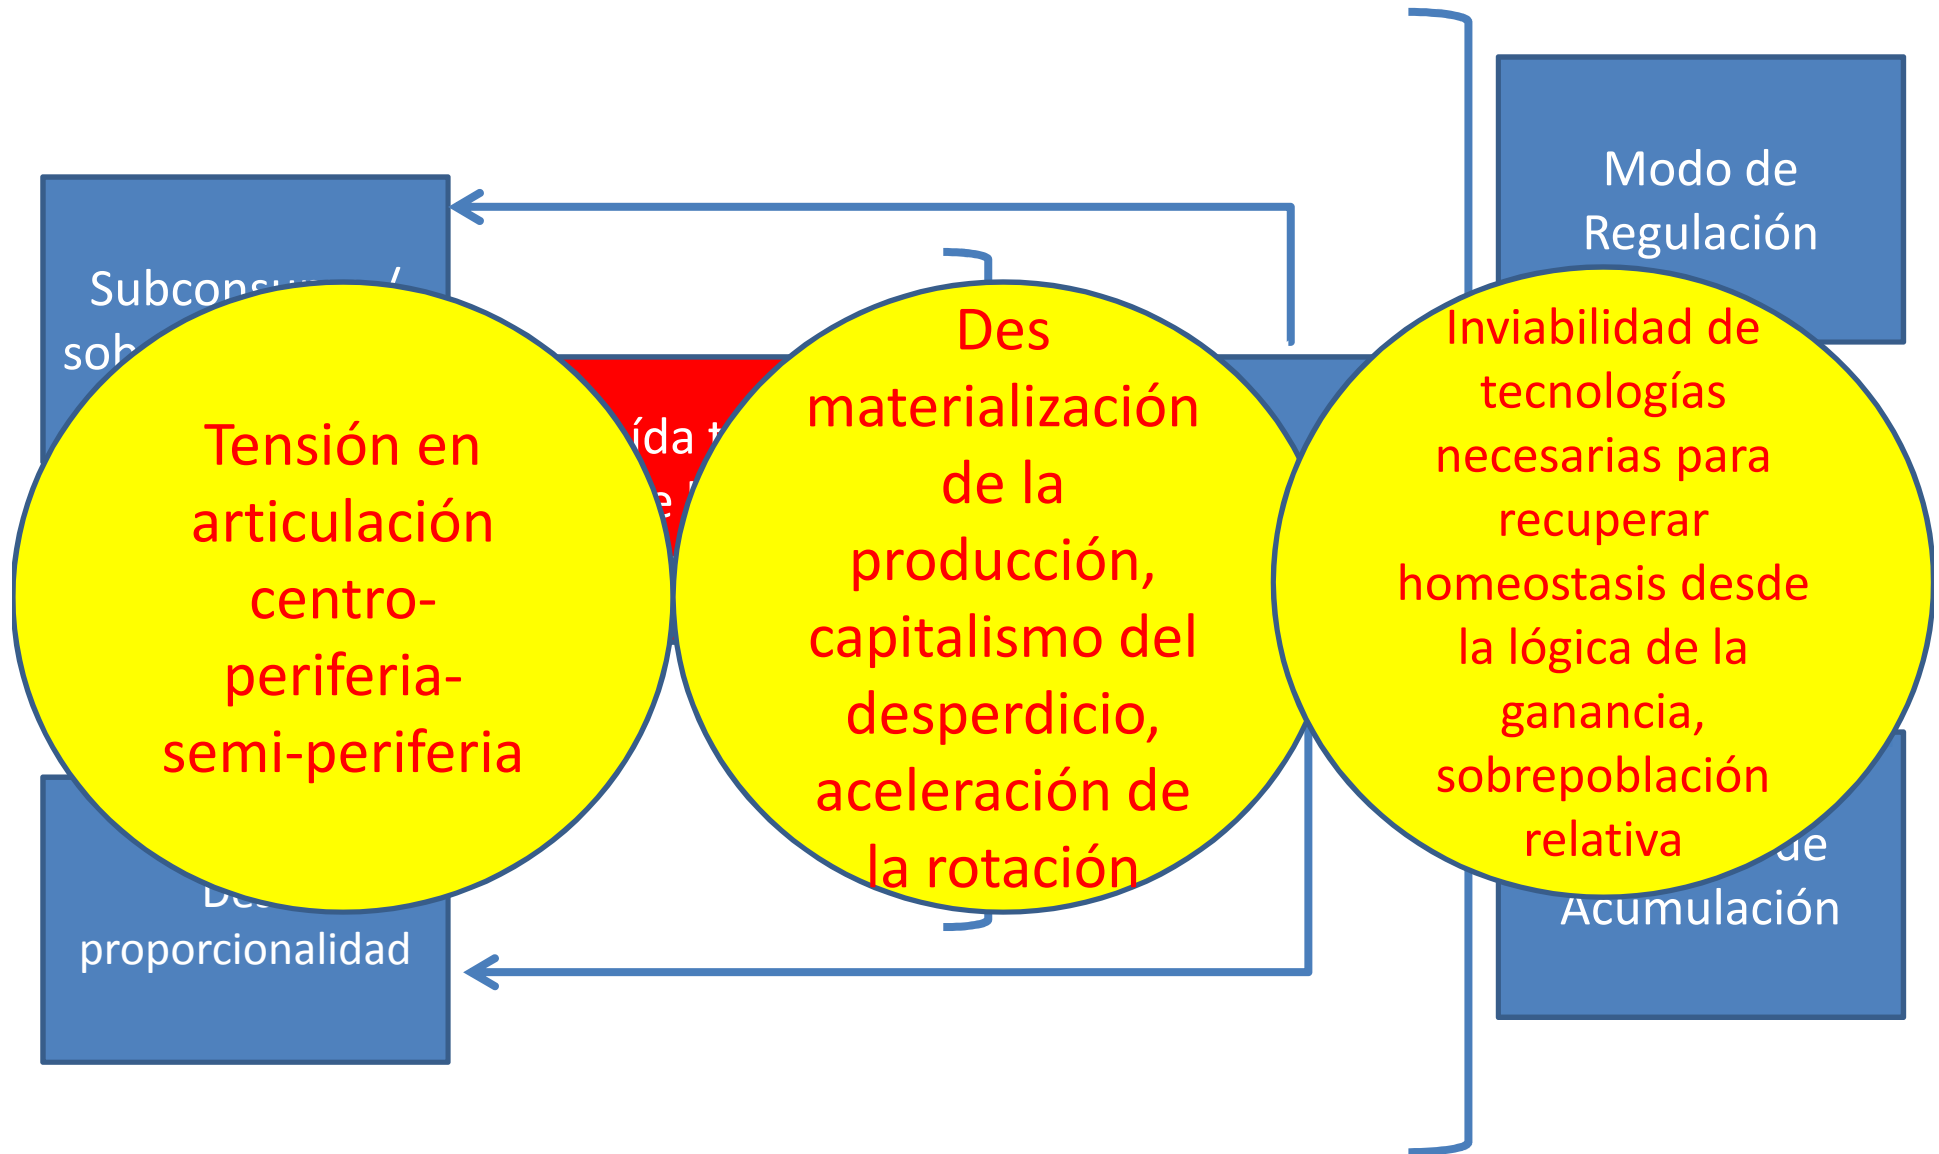 Modo de
Regulación
Tensión en
articulación
centro-
periferia-
semi-periferia
Des
materialización
de la
producción,
capitalismo del
desperdicio,
aceleración de
la rotación
Inviabilidad de
tecnologías
necesarias para
recuperar
homeostasis desde
la lógica de la
ganancia,
sobrepoblación
relativa
proporcionalidad
de
Acumulación